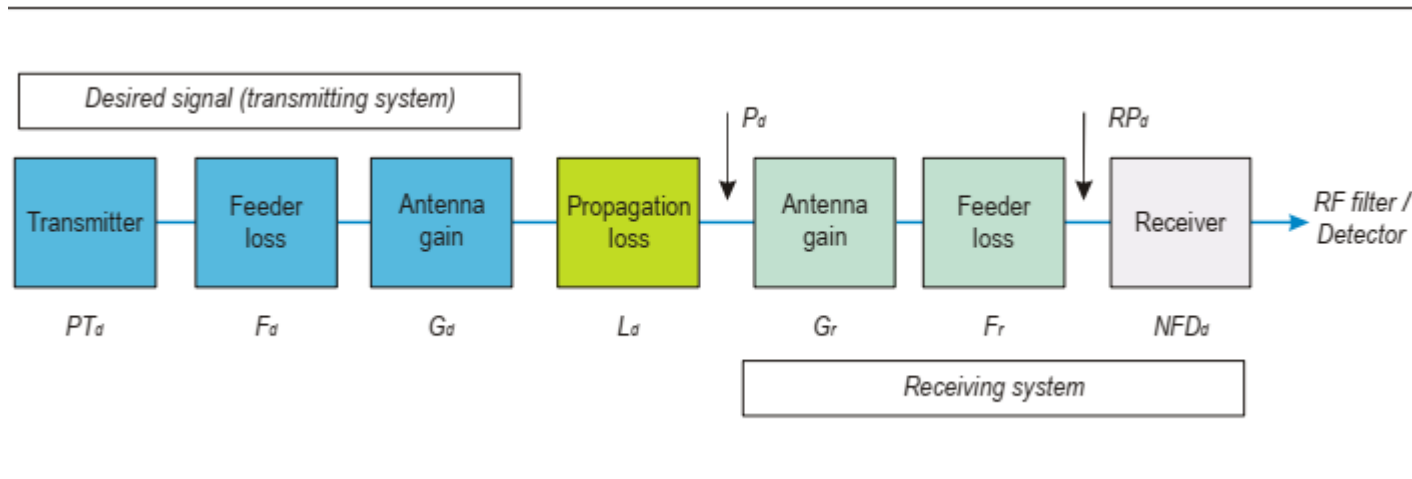 Desired signal (transmitting system)
Pd
RPd
Transmitter
Feeder
loss
Antenna
gain
Propagation
loss
Antenna
gain
Feeder
loss
Receiver
RF filter /
Detector
PTd
Fd
Gd
Ld
Gr
Fr
NFDd
Receiving system